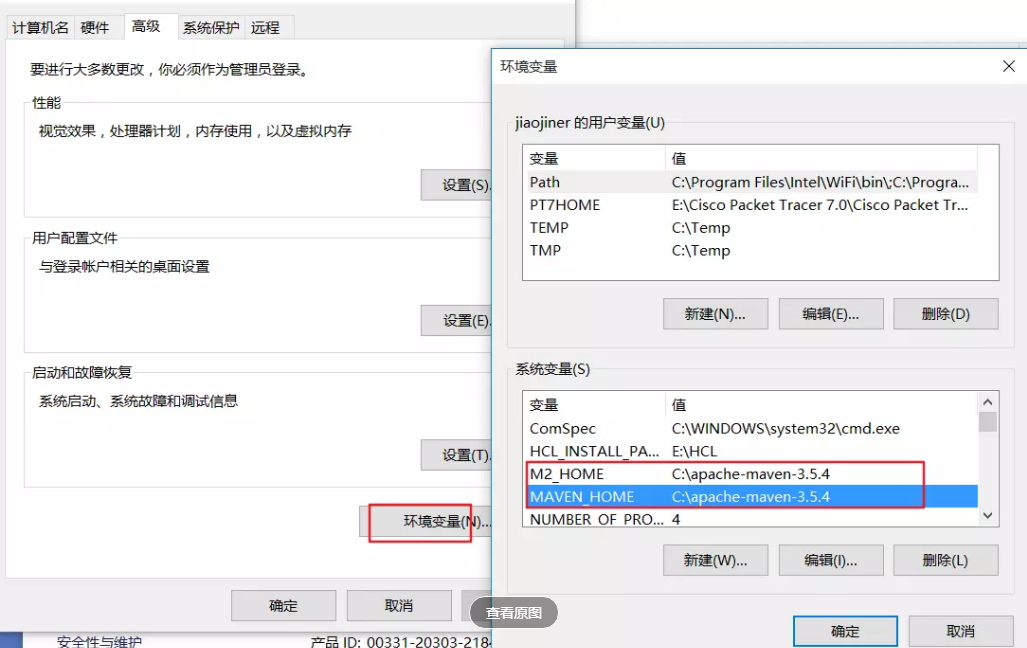 计算机名 硬件 高级 系统保护 远程
要进行大多数更改，你必须作为管理员登录。
性能
视觉效果，处理器计划，内存使用，以及虚拟内存
设置(S)...
用户配置文件
与登录帐户相关的桌面设置
设置(E)...
启动和故障恢复
系统启动、系统故障和调试信息
设置(T)...
环境变量(N)...
确定 取消
安全性与维护 产品 ID: 00331-20303-2184
环境变量
jiaojiner 的用户变量(U)
变量 值
Path C:\Program Files\Intel\WiFi\bin\;C:\Progra...
PT7HOME E:\Cisco Packet Tracer 7.0\Cisco Packet Tr...
TEMP C:\Temp
TMP C:\Temp
新建(N)... 编辑(E)... 删除(D)
系统变量(S)
变量 值
ComSpec C:\WINDOWS\system32\cmd.exe
HCL_INSTALL_PA... E:\HCL
M2_HOME C:\apache-maven-3.5.4
MAVEN_HOME C:\apache-maven-3.5.4
NUMBER_OF_PRO... 4
新建(W)... 编辑(I)... 删除(L)
查看原图
确定 取消